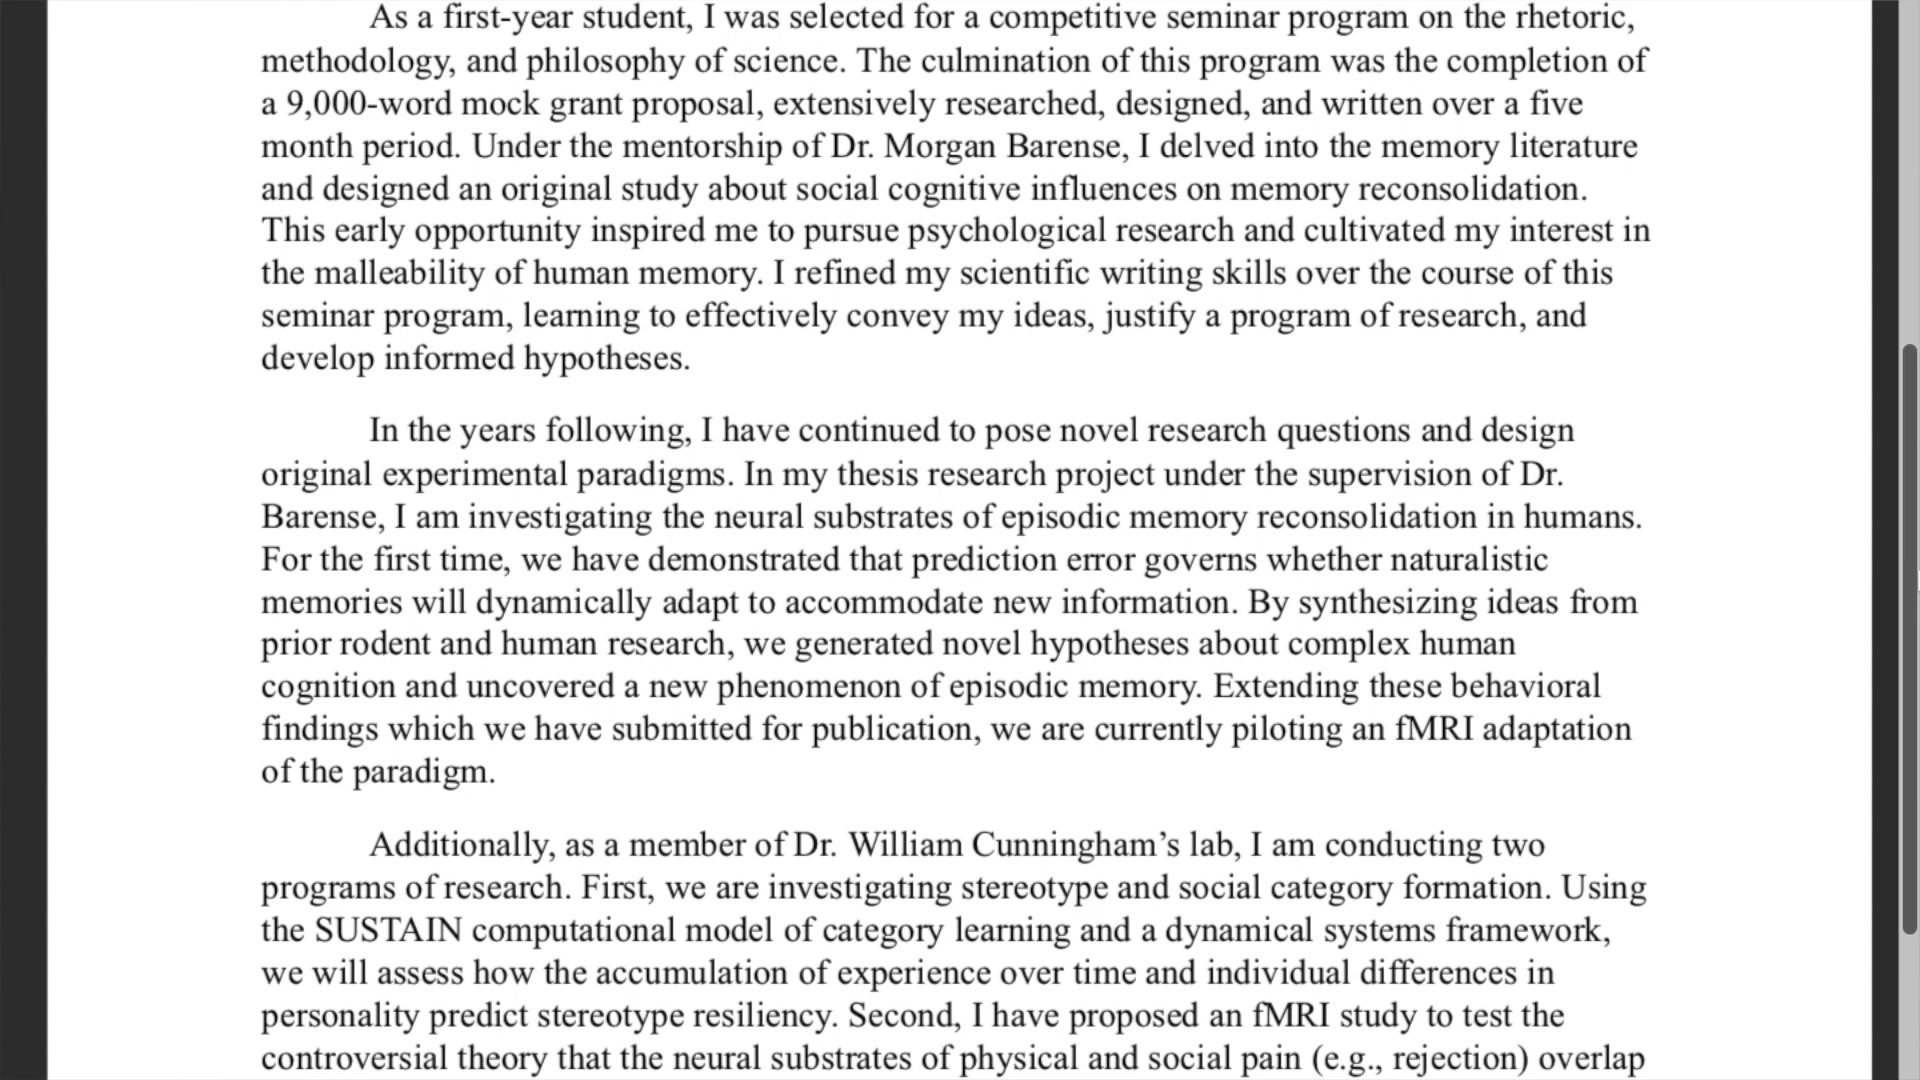 As a first-year student, I was selected for a competitive seminar program on the rhetoric,
methodology, and philosophy of science. The culmination of this program was the completion of
a 9,000-word mock grant proposal, extensively researched, designed, and written over a five
month period. Under the mentorship of Dr. Morgan Barense, I delved into the memory literature
and designed an original study about social cognitive influences on memory reconsolidation.
This early opportunity inspired me to pursue psychological research and cultivated my interest in
the malleability of human memory. I refined my scientific writing skills over the course of this
seminar program, learning to effectively convey my ideas, justify a program of research, and
develop informed hypotheses.
In the years following, I have continued to pose novel research questions and design
original experimental paradigms. In my thesis research project under the supervision of Dr.
Barense, I am investigating the neural substrates of episodic memory reconsolidation in humans.
For the first time, we have demonstrated that prediction error governs whether naturalistic
memories will dynamically adapt to accommodate new information. By synthesizing ideas from
prior rodent and human research, we generated novel hypotheses about complex human
cognition and uncovered a new phenomenon of episodic memory. Extending these behavioral
findings which we have submitted for publication, we are currently piloting an fMRI adaptation
of the paradigm.
Additionally, as a member of Dr. William Cunningham’s lab, I am conducting two
programs of research. First, we are investigating stereotype and social category formation. Using
the SUSTAIN computational model of category learning and a dynamical systems framework,
we will assess how the accumulation of experience over time and individual differences in
personality predict stereotype resiliency. Second, I have proposed an fMRI study to test the
controversial theory that the neural substrates of physical and social pain (e.g., rejection) overlap